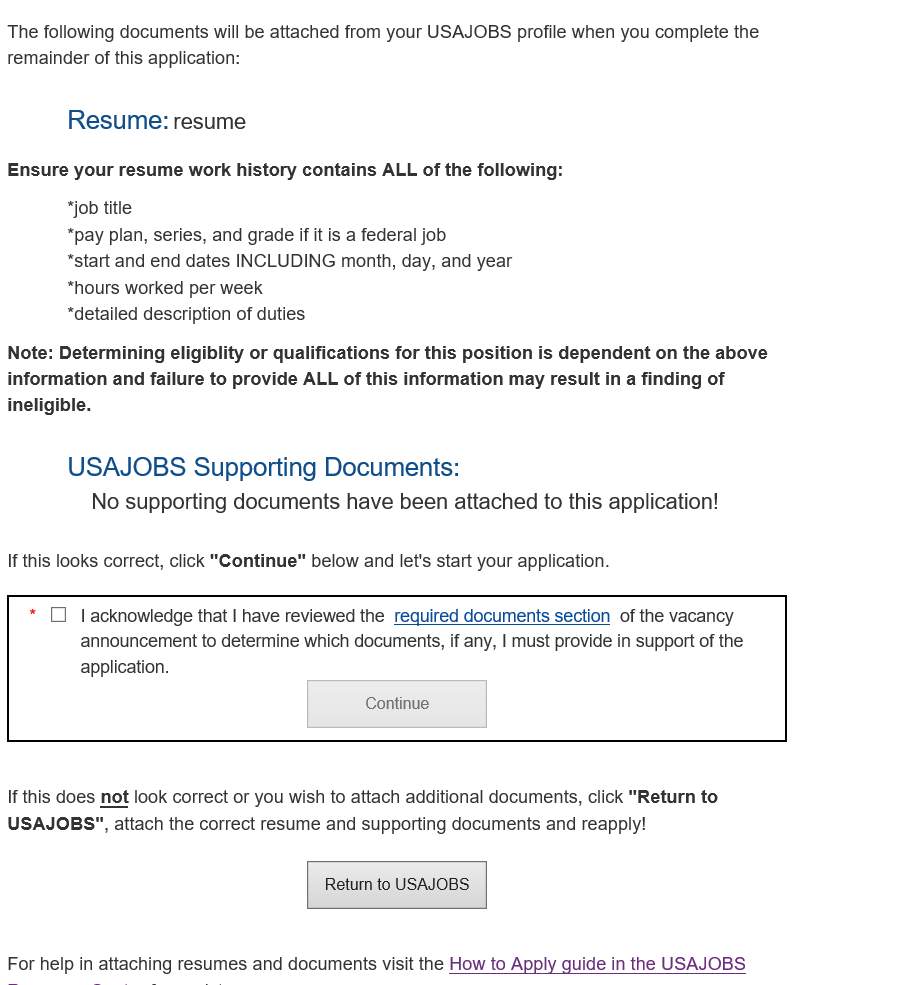 The following documents will be attached from your USAJOBS profile when you complete the
remainder of this application:
Resume: resume
Ensure your resume work history contains ALL of the following:
*job title
*pay plan, series, and grade if it is a federal job
*start and end dates INCLUDING month, day, and year
*hours worked per week
*detailed description of duties
Note: Determining eligiblity or qualifications for this position is dependent on the above
information and failure to provide ALL of this information may result in a finding of
ineligible.
USAJOBS Supporting Documents:
No supporting documents have been attached to this application!
If this looks correct, click "Continue" below and let's start your application.
* I acknowledge that I have reviewed the required documents section of the vacancy
announcement to determine which documents, if any, I must provide in support of the
application.
Continue
If this does not look correct or you wish to attach additional documents, click "Return to
USAJOBS", attach the correct resume and supporting documents and reapply!
Return to USAJOBS
For help in attaching resumes and documents visit the How to Apply guide in the USAJOBS